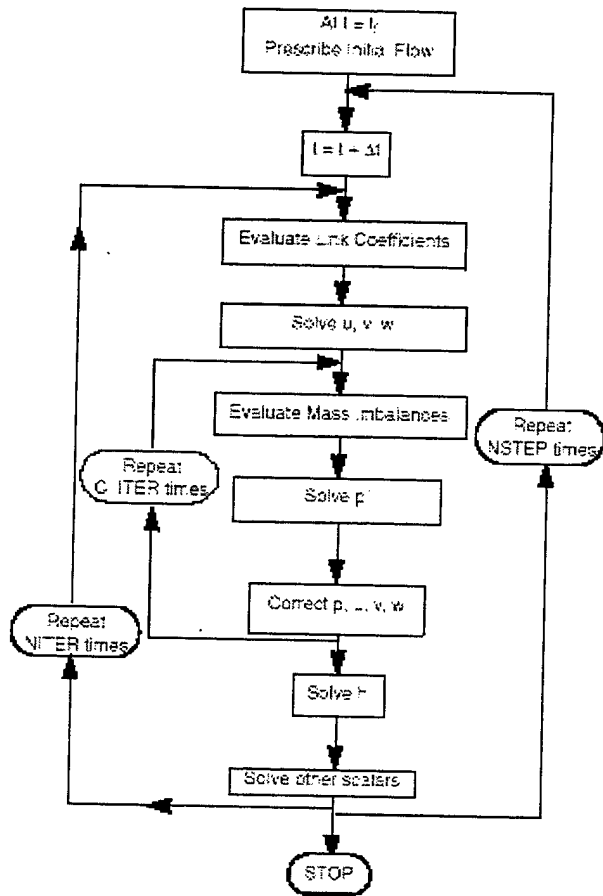 At t = t₀
Prescribe Initial Flow
t = t + Δt
Evaluate Link Coefficients
Solve u, v, w
Evaluate Mass Imbalances
Repeat
NSTEP times
Repeat
C_ITER times
Solve p'
Correct p, u, v, w
Repeat
NITER times
Solve h
Solve other scalars
STOP